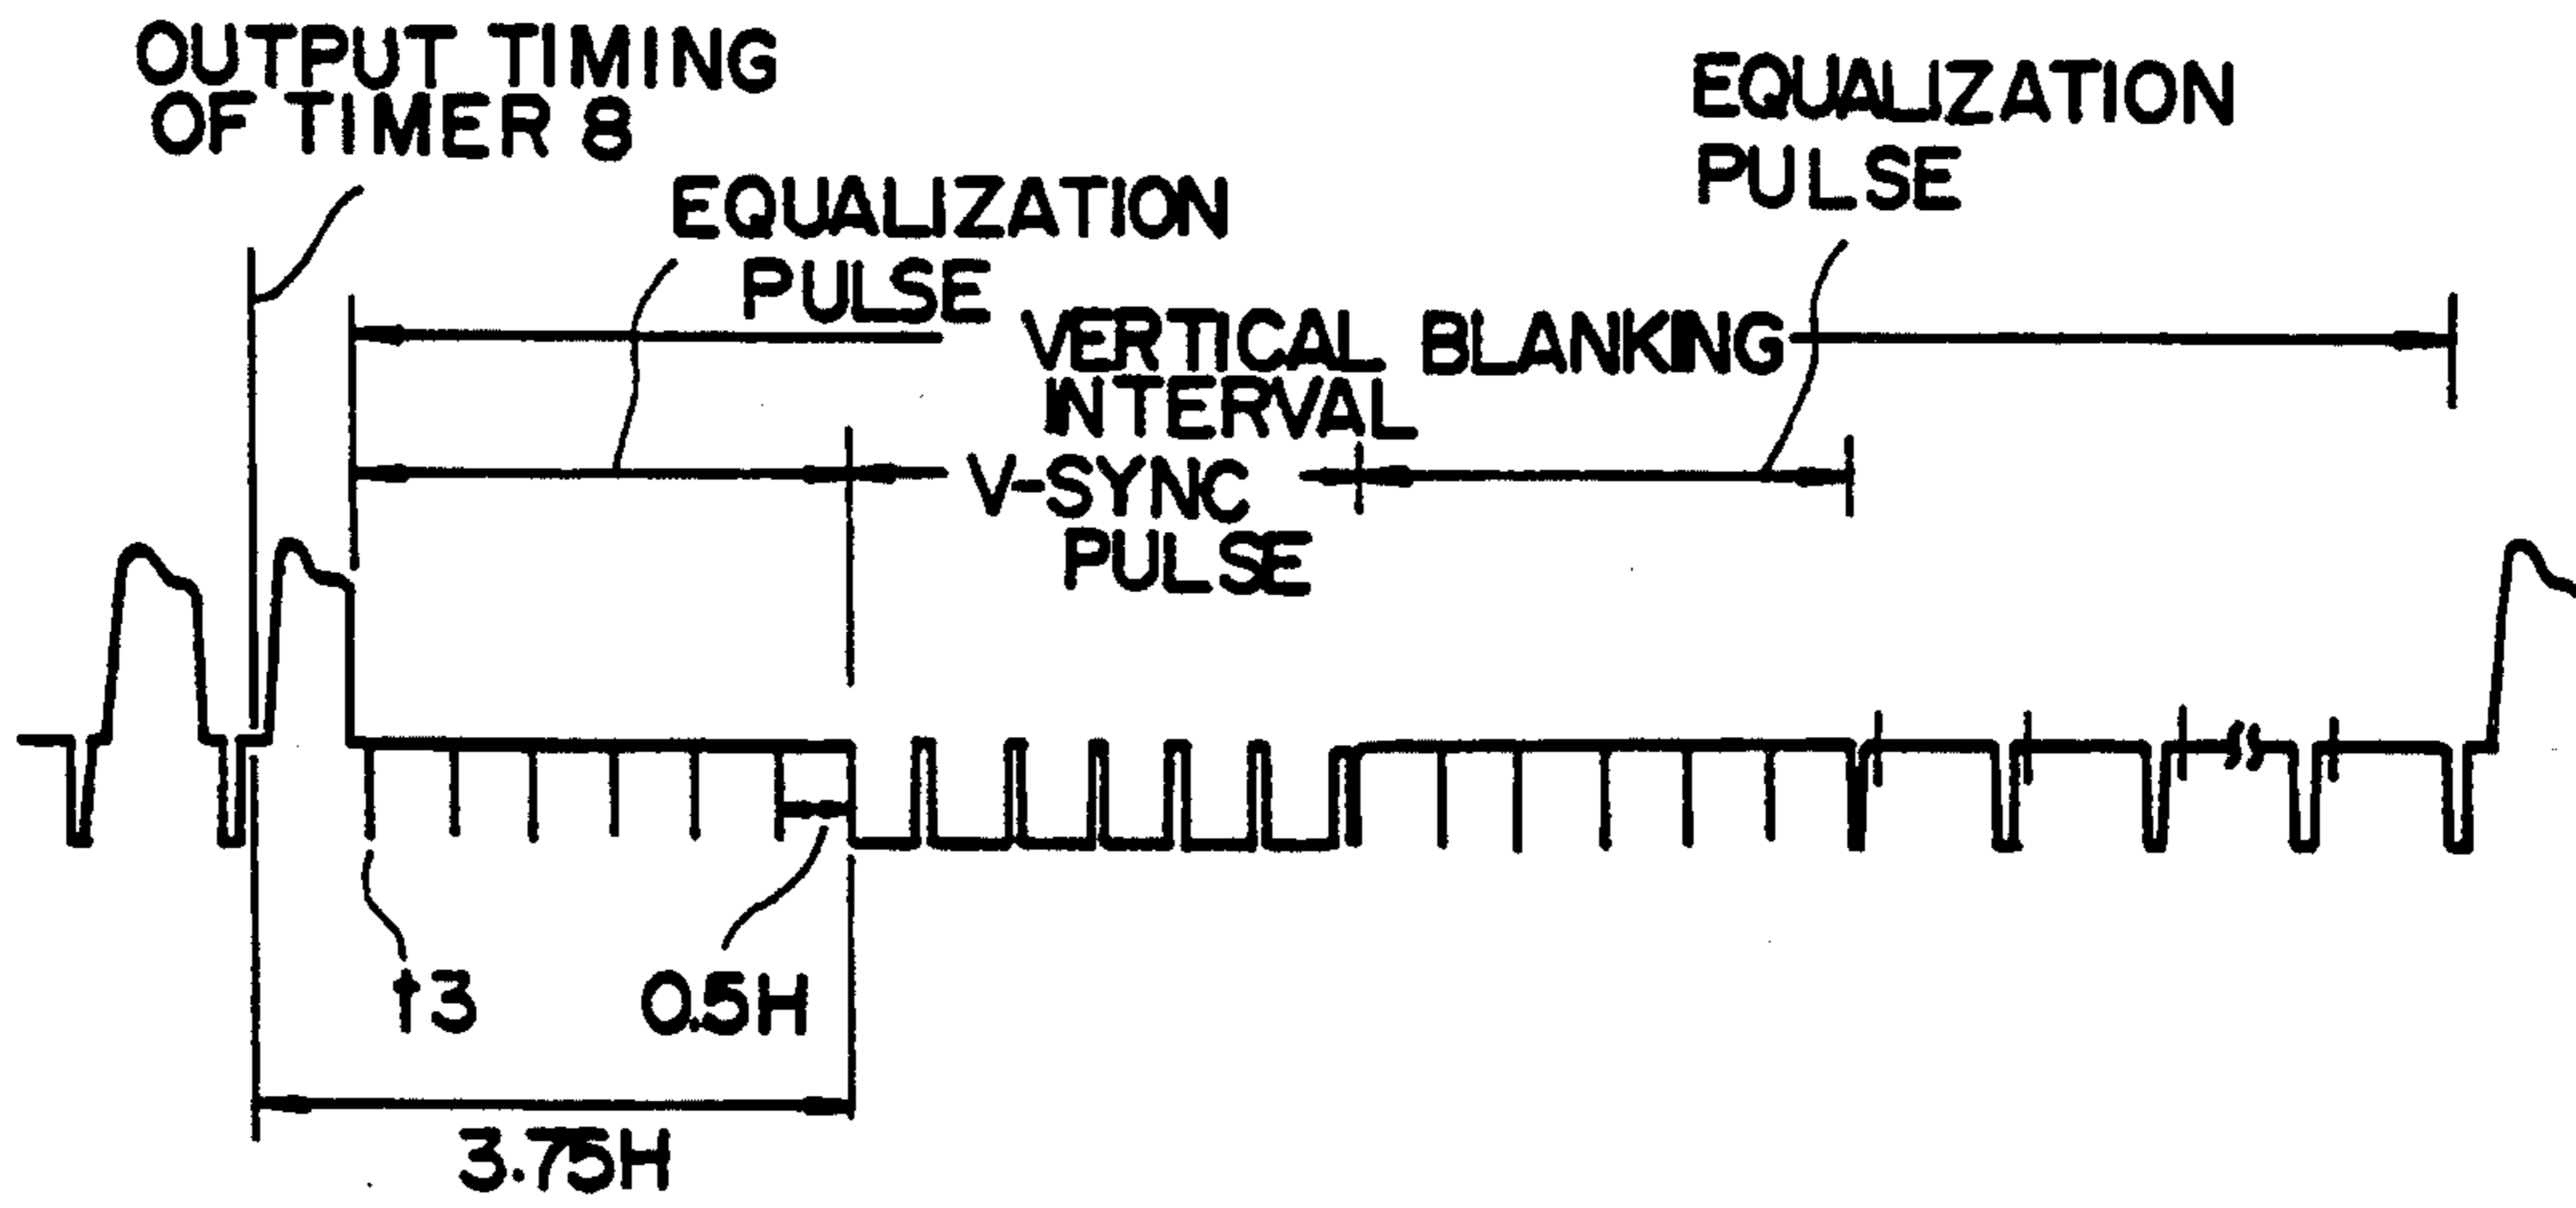 OUTPUT TIMING
OF TIMER 8
EQUALIZATION
PULSE
EQUALIZATION
PULSE
VERTICAL BLANKING
INTERVAL
V-SYNC
PULSE
t3
0.5H
3.75H